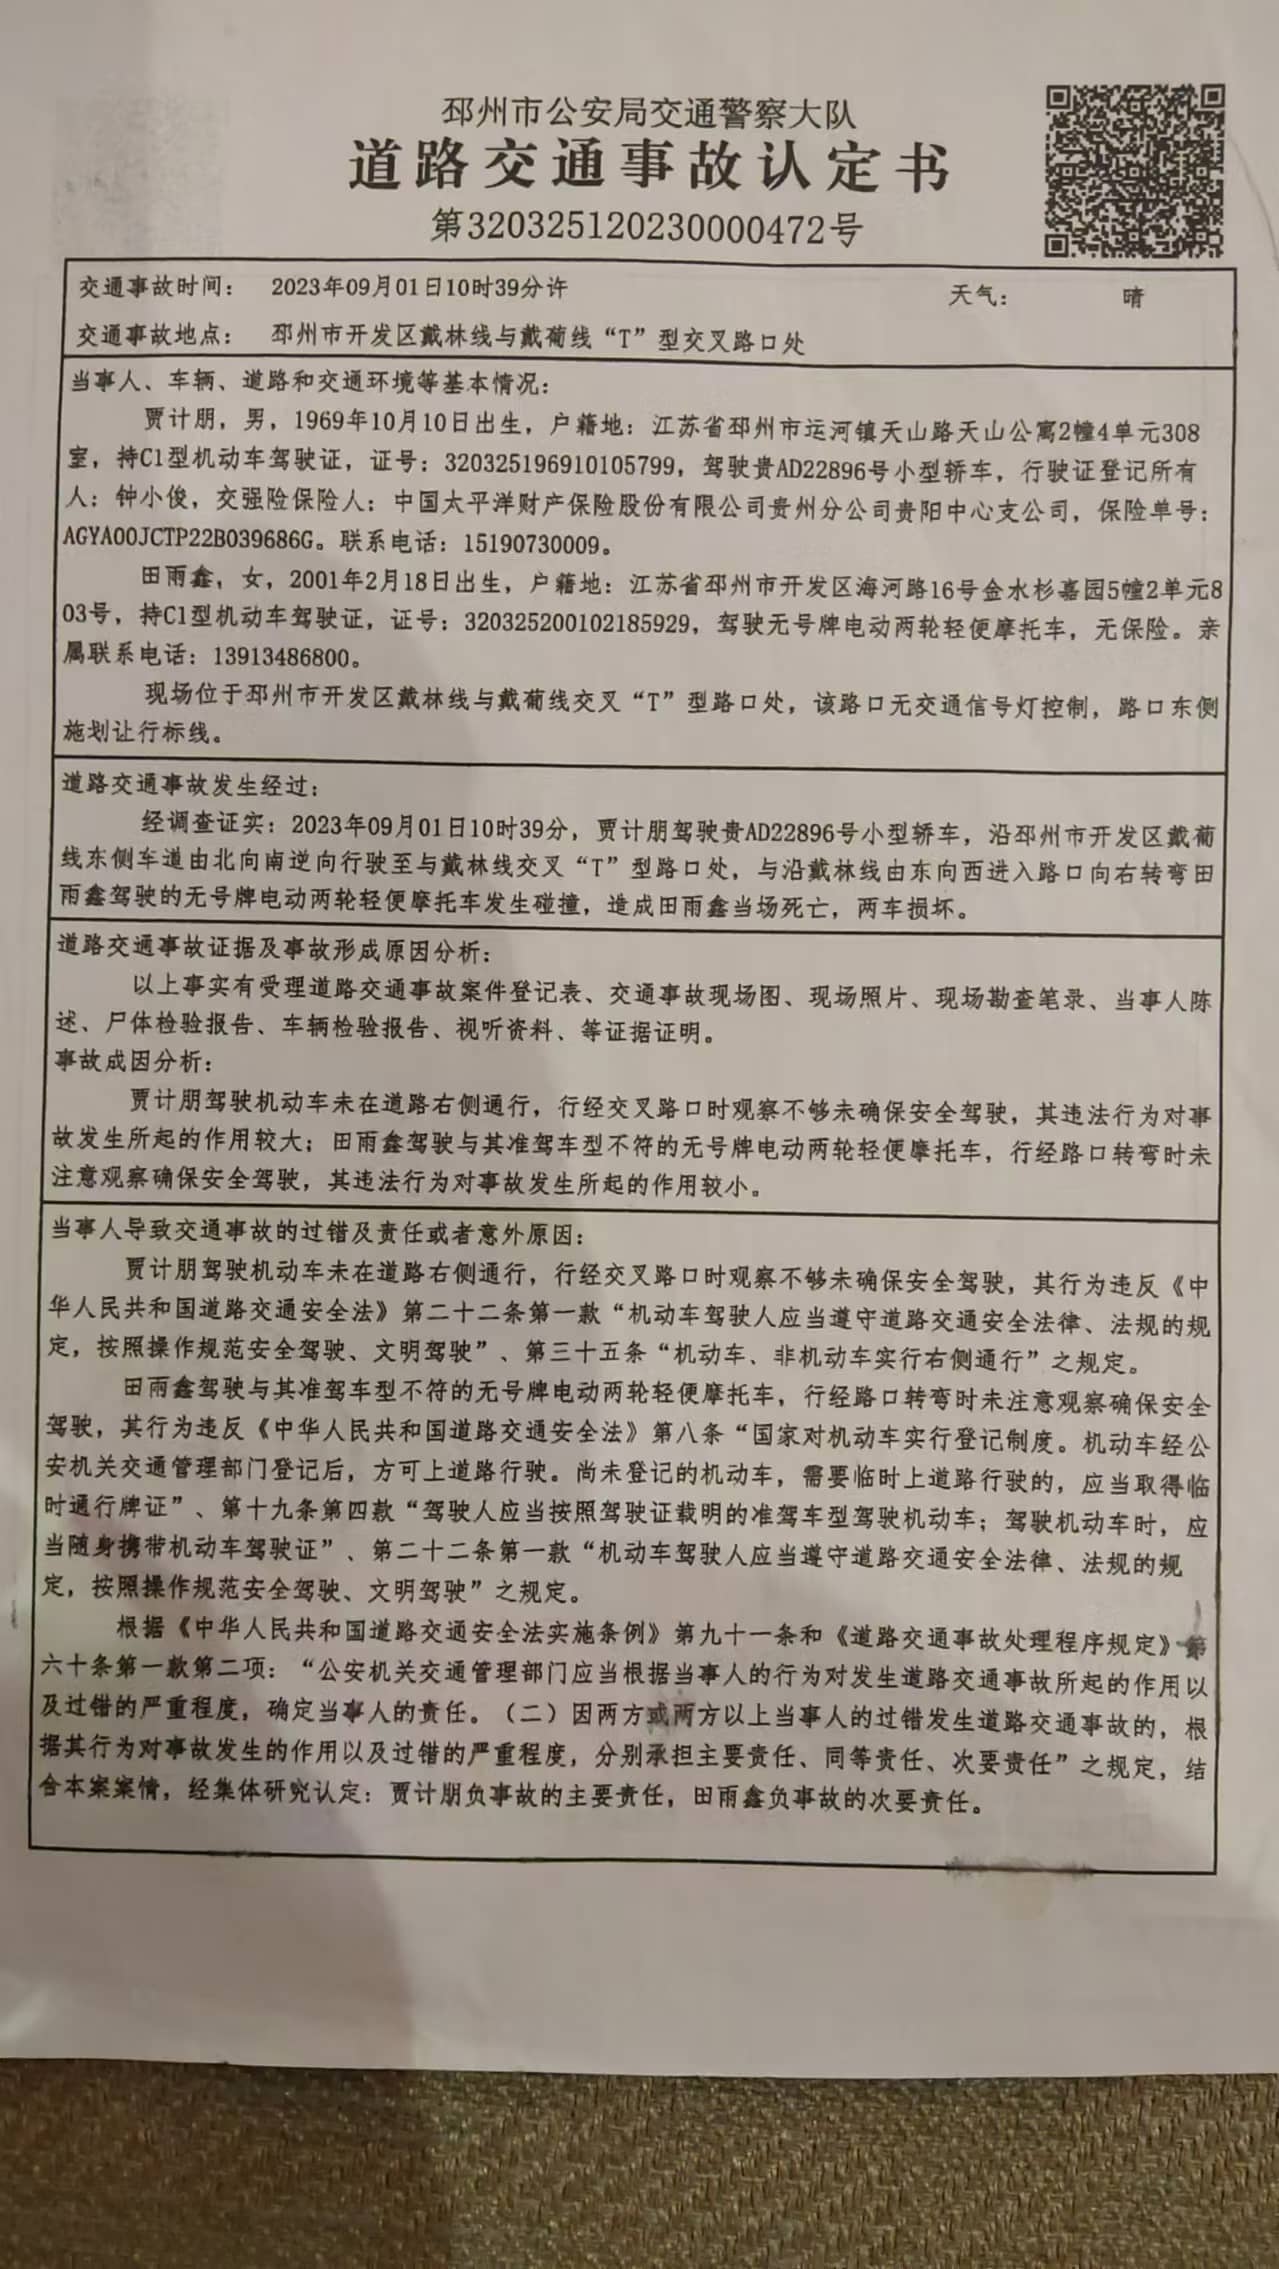 邳州市公安局交通警察大队
道路交通事故认定书
第320325120230000472号
交通事故时间： 2023年09月01日10时39分许 天气： 晴
交通事故地点： 邳州市开发区戴林线与戴葡线“T”型交叉路口处
当事人、车辆、道路和交通环境等基本情况：
贾计朋，男，1969年10月10日出生，户籍地：江苏省邳州市运河镇天山路天山公寓2幢4单元308
室，持C1型机动车驾驶证，证号：320325196910105799，驾驶贵AD22896号小型轿车，行驶证登记所有
人：钟小俊，交强险保险人：中国太平洋财产保险股份有限公司贵州分公司贵阳中心支公司，保险单号：
AGYA00JCTP22B039686G。联系电话：15190730009。
田雨鑫，女，2001年2月18日出生，户籍地：江苏省邳州市开发区海河路16号金水杉嘉园5幢2单元8
03号，持C1型机动车驾驶证，证号：320325200102185929，驾驶无号牌电动两轮轻便摩托车，无保险。亲
属联系电话：13913486800。
现场位于邳州市开发区戴林线与戴葡线交叉“T”型路口处，该路口无交通信号灯控制，路口东侧
施划让行标线。
道路交通事故发生经过：
经调查证实：2023年09月01日10时39分，贾计朋驾驶贵AD22896号小型轿车，沿邳州市开发区戴葡
线东侧车道由北向南逆向行驶至与戴林线交叉“T”型路口处，与沿戴林线由东向西进入路口向右转弯田
雨鑫驾驶的无号牌电动两轮轻便摩托车发生碰撞，造成田雨鑫当场死亡，两车损坏。
道路交通事故证据及事故形成原因分析：
以上事实有受理道路交通事故案件登记表、交通事故现场图、现场照片、现场勘查笔录、当事人陈
述、尸体检验报告、车辆检验报告、视听资料、等证据证明。
事故成因分析：
贾计朋驾驶机动车未在道路右侧通行，行经交叉路口时观察不够未确保安全驾驶，其违法行为对事
故发生所起的作用较大；田雨鑫驾驶与其准驾车型不符的无号牌电动两轮轻便摩托车，行经路口转弯时未
注意观察确保安全驾驶，其违法行为对事故发生所起的作用较小。
当事人导致交通事故的过错及责任或者意外原因：
贾计朋驾驶机动车未在道路右侧通行，行经交叉路口时观察不够未确保安全驾驶，其行为违反《中
华人民共和国道路交通安全法》第二十二条第一款“机动车驾驶人应当遵守道路交通安全法律、法规的规
定，按照操作规范安全驾驶、文明驾驶”、第三十五条“机动车、非机动车实行右侧通行”之规定。
田雨鑫驾驶与其准驾车型不符的无号牌电动两轮轻便摩托车，行经路口转弯时未注意观察确保安全
驾驶，其行为违反《中华人民共和国道路交通安全法》第八条“国家对机动车实行登记制度。机动车经公
安机关交通管理部门登记后，方可上道路行驶。尚未登记的机动车，需要临时上道路行驶的，应当取得临
时通行牌证”、第十九条第四款“驾驶人应当按照驾驶证载明的准驾车型驾驶机动车；驾驶机动车时，应
当随身携带机动车驾驶证”、第二十二条第一款“机动车驾驶人应当遵守道路交通安全法律、法规的规
定，按照操作规范安全驾驶、文明驾驶”之规定。
根据《中华人民共和国道路交通安全法实施条例》第九十一条和《道路交通事故处理程序规定》第
六十条第一款第二项：“公安机关交通管理部门应当根据当事人的行为对发生道路交通事故所起的作用以
及过错的严重程度，确定当事人的责任。（二）因两方或两方以上当事人的过错发生道路交通事故的，根
据其行为对事故发生的作用以及过错的严重程度，分别承担主要责任、同等责任、次要责任”之规定，结
合本案案情，经集体研究认定：贾计朋负事故的主要责任，田雨鑫负事故的次要责任。